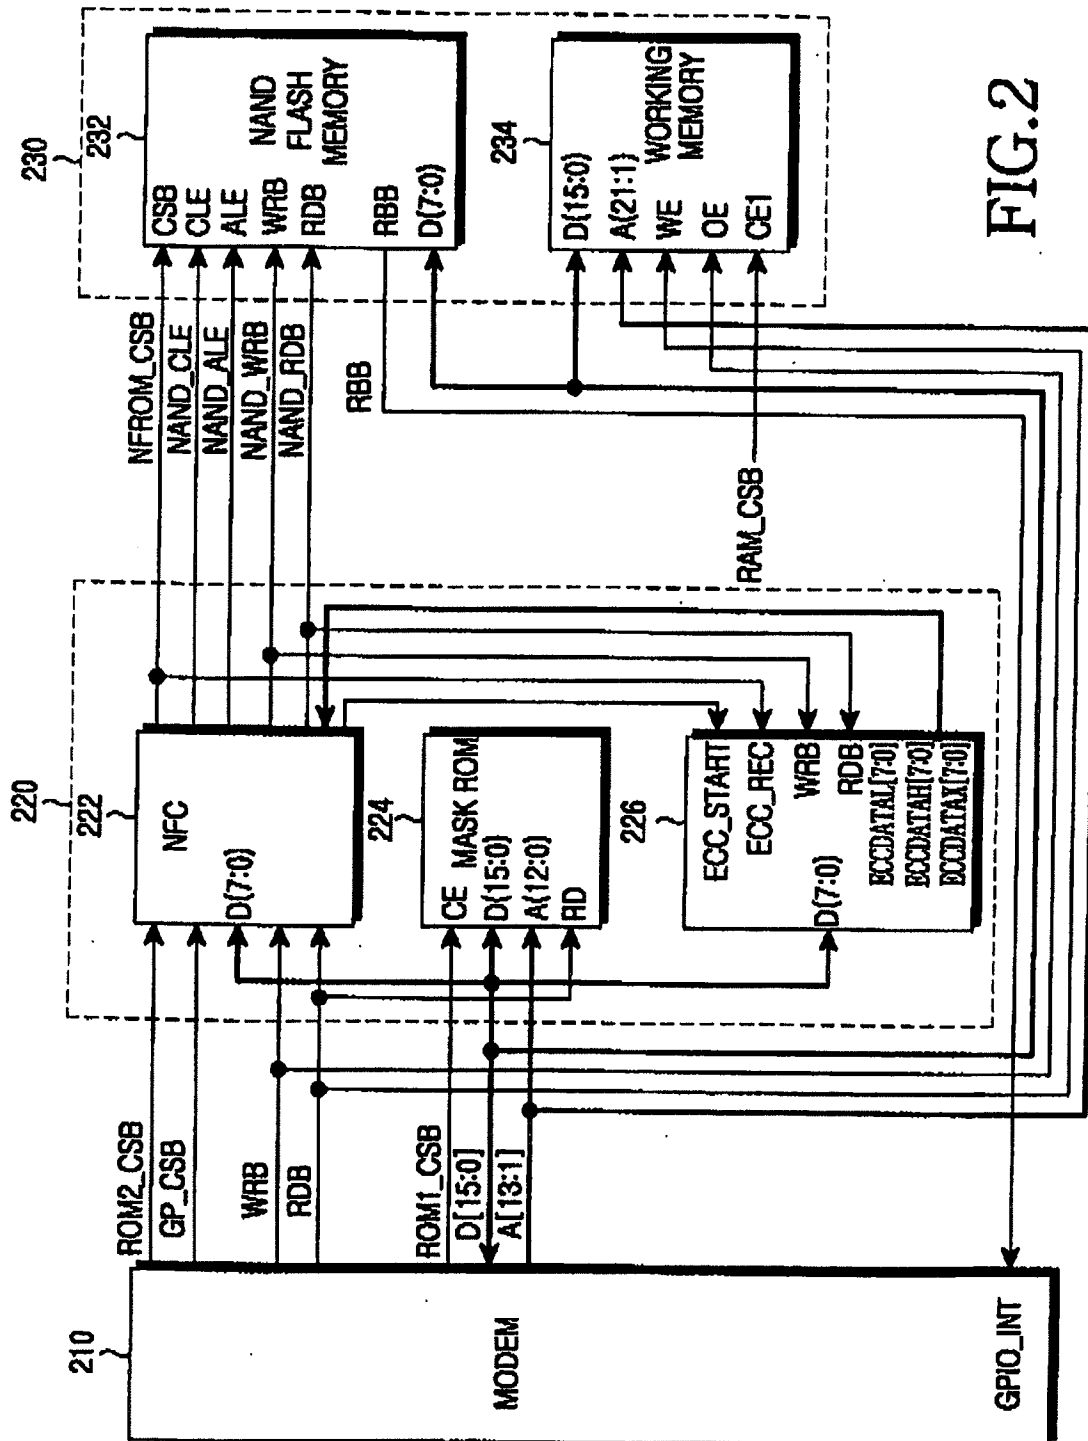 210
MODEM
GPIO_INT
ROM2_CSB
GP_CSB
WRB
RDB
ROM1_CSB
D[15:0]
A[13:1]
220
222
NFC
D(7:0)
224
MASK ROM
CE
D(15:0)
A(12:0)
RD
226
ECC_START
ECC_REC
WRB
RDB
D(7:0)
ECCDATAL[7:0]
ECCDATAH[7:0]
ECCDATAX[7:0]
NFROM_CSB
NAND_CLE
NAND_ALE
NAND_WRB
NAND_RDB
RBB
RAM_CSB
230
232
CSB
CLE
ALE
WRB
RDB
RBB
D(7:0)
NAND
FLASH
MEMORY
234
D(15:0)
A(21:1}
WE
OE
CE1
WORKING
MEMORY
FIG.2